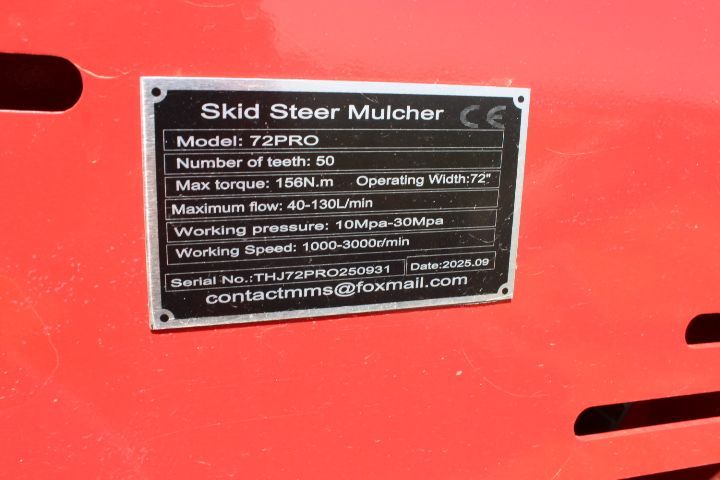 Skid Steer Mulcher CE
Model: 72PRO
Number of teeth: 50
Max torque: 156N.m Operating Width:72"
Maximum flow: 40-130L/min
Working pressure: 10Mpa-30Mpa
Working Speed: 1000-3000r/min
Serial No.:THJ72PRO250931 Date:2025.09
contactmms@foxmail.com